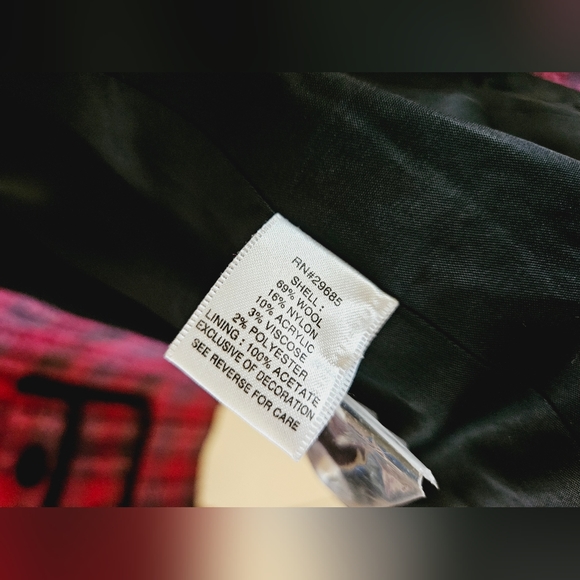 RN#29685
SHELL :
69% WOOL
16% NYLON
10% ACRYLIC
3% VISCOSE
2% POLYESTER
LINING : 100% ACETATE
EXCLUSIVE OF DECORATION
SEE REVERSE FOR CARE